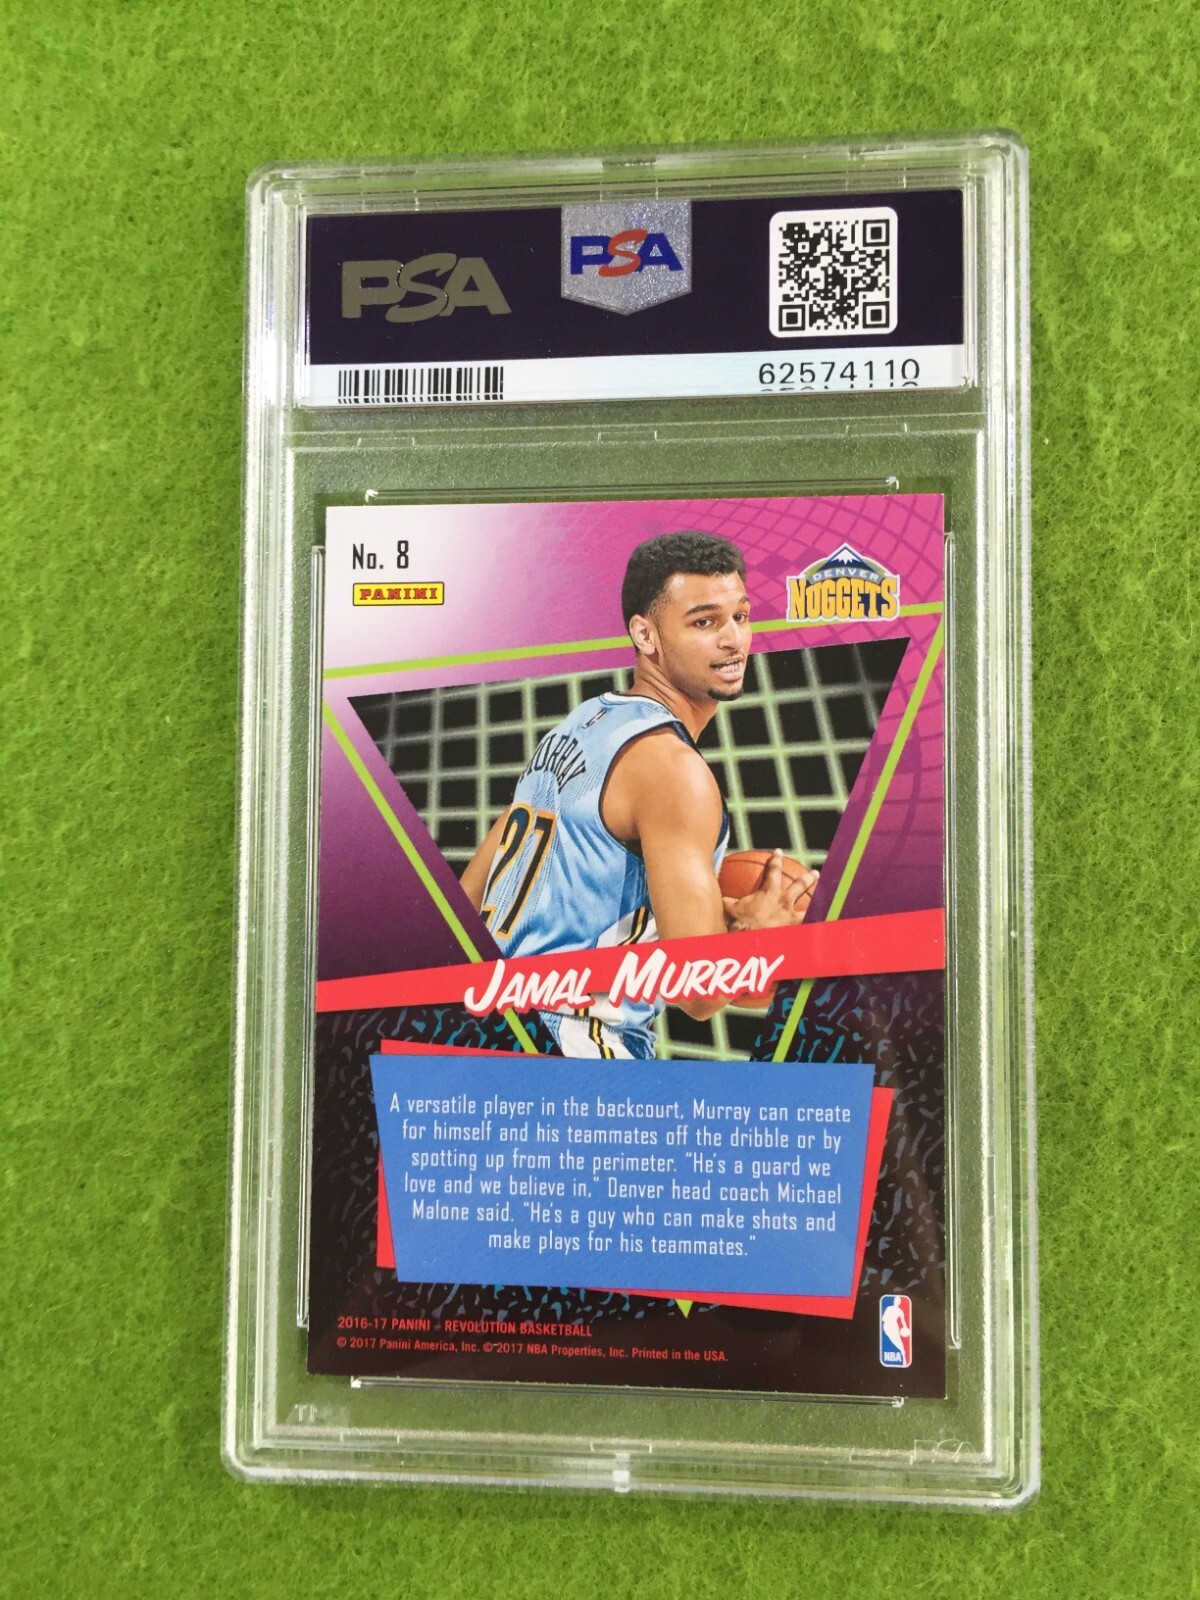 PSA
PSA
62574110
No. 8
PANINI
DENVER
NUGGETS
MURRAY
27
JAMAL MURRAY
A versatile player in the backcourt, Murray can create
for himself and his teammates off the dribble or by
spotting up from the perimeter. "He's a guard we
love and we believe in," Denver head coach Michael
Malone said. "He's a guy who can make shots and
make plays for his teammates."
2016-17 PANINI – REVOLUTION BASKETBALL
© 2017 Panini America, Inc. © 2017 NBA Properties, Inc. Printed in the USA.
NBA
PSA